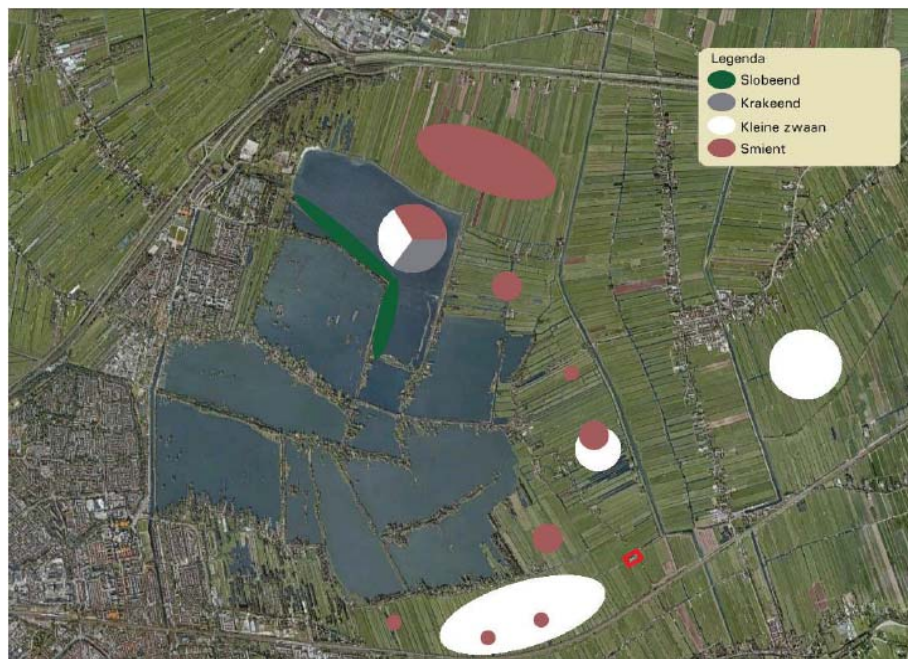 Legenda
Slobeend
Krakeend
Kleine zwaan
Smient